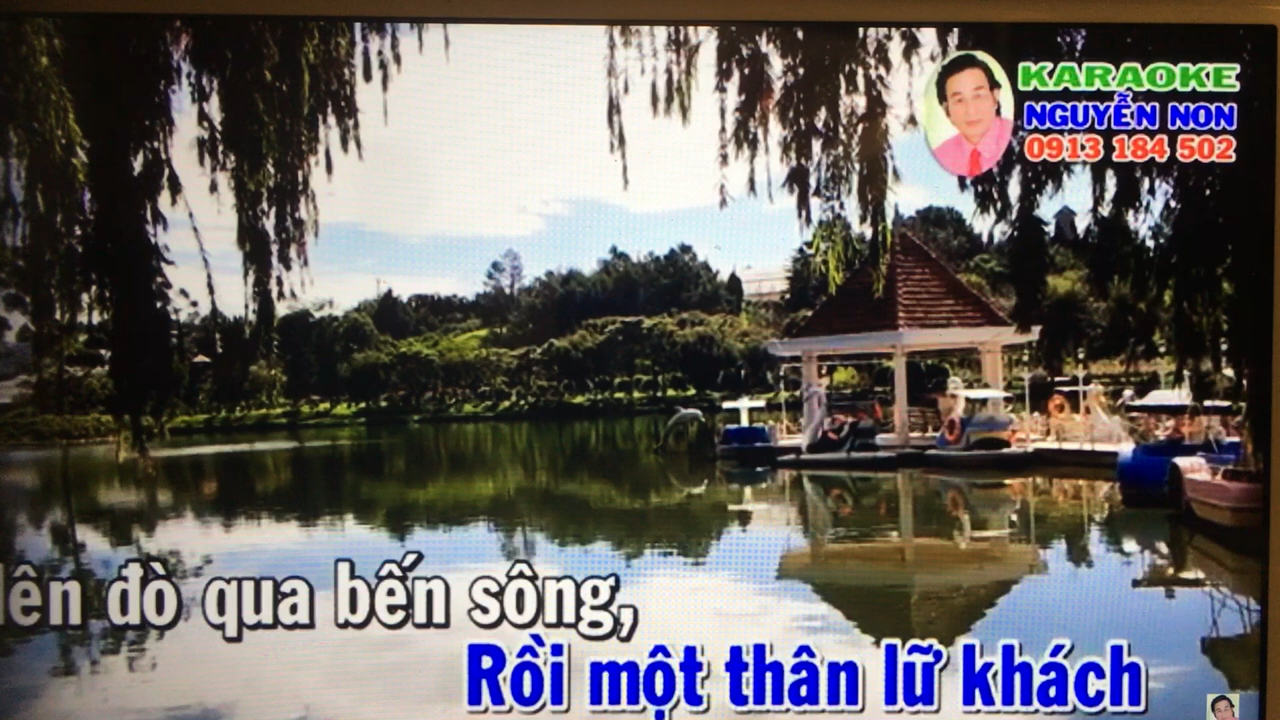 KARAOKE
NGUYỄN NON
0913 184 502
lên đò qua bến sông,
Rồi một thân lữ khách